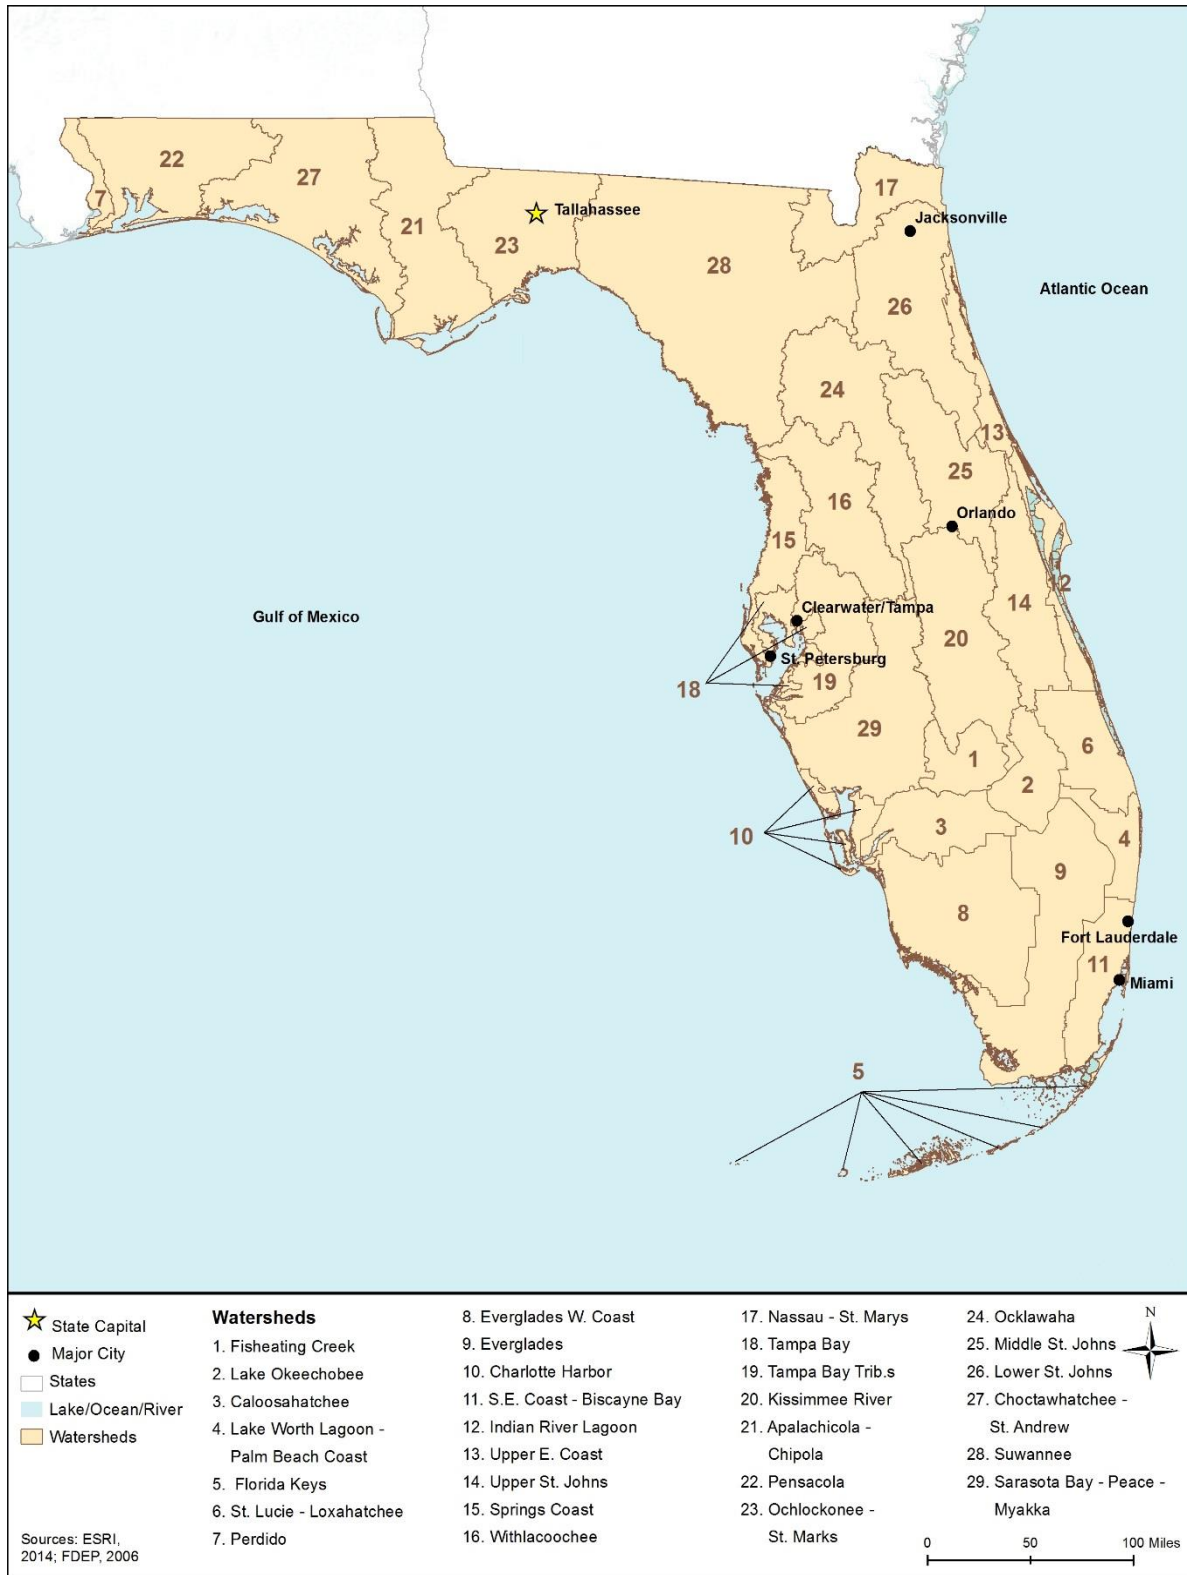 22
27
7
21
Tallahassee
23
17
Jacksonville
28
Atlantic Ocean
26
24
13
25
16
Orlando
15
12
Clearwater/Tampa
14
Gulf of Mexico
20
St. Petersburg
18
19
29
6
1
2
3
10
4
9
8
Fort Lauderdale
11
Miami
5
State Capital
Major City
States
Lake/Ocean/River
Watersheds
Sources: ESRI,
2014; FDEP, 2006
Watersheds
1. Fisheating Creek
2. Lake Okeechobee
3. Caloosahatchee
4. Lake Worth Lagoon -
Palm Beach Coast
5. Florida Keys
6. St. Lucie - Loxahatchee
7. Perdido
8. Everglades W. Coast
9. Everglades
10. Charlotte Harbor
11. S.E. Coast - Biscayne Bay
12. Indian River Lagoon
13. Upper E. Coast
14. Upper St. Johns
15. Springs Coast
16. Withlacoochee
17. Nassau - St. Marys
18. Tampa Bay
19. Tampa Bay Trib.s
20. Kissimmee River
21. Apalachicola -
Chipola
22. Pensacola
23. Ochlockonee -
St. Marks
24. Ocklawaha
25. Middle St. Johns
26. Lower St. Johns
27. Choctawhatchee -
St. Andrew
28. Suwannee
29. Sarasota Bay - Peace -
Myakka
N
0 50 100 Miles